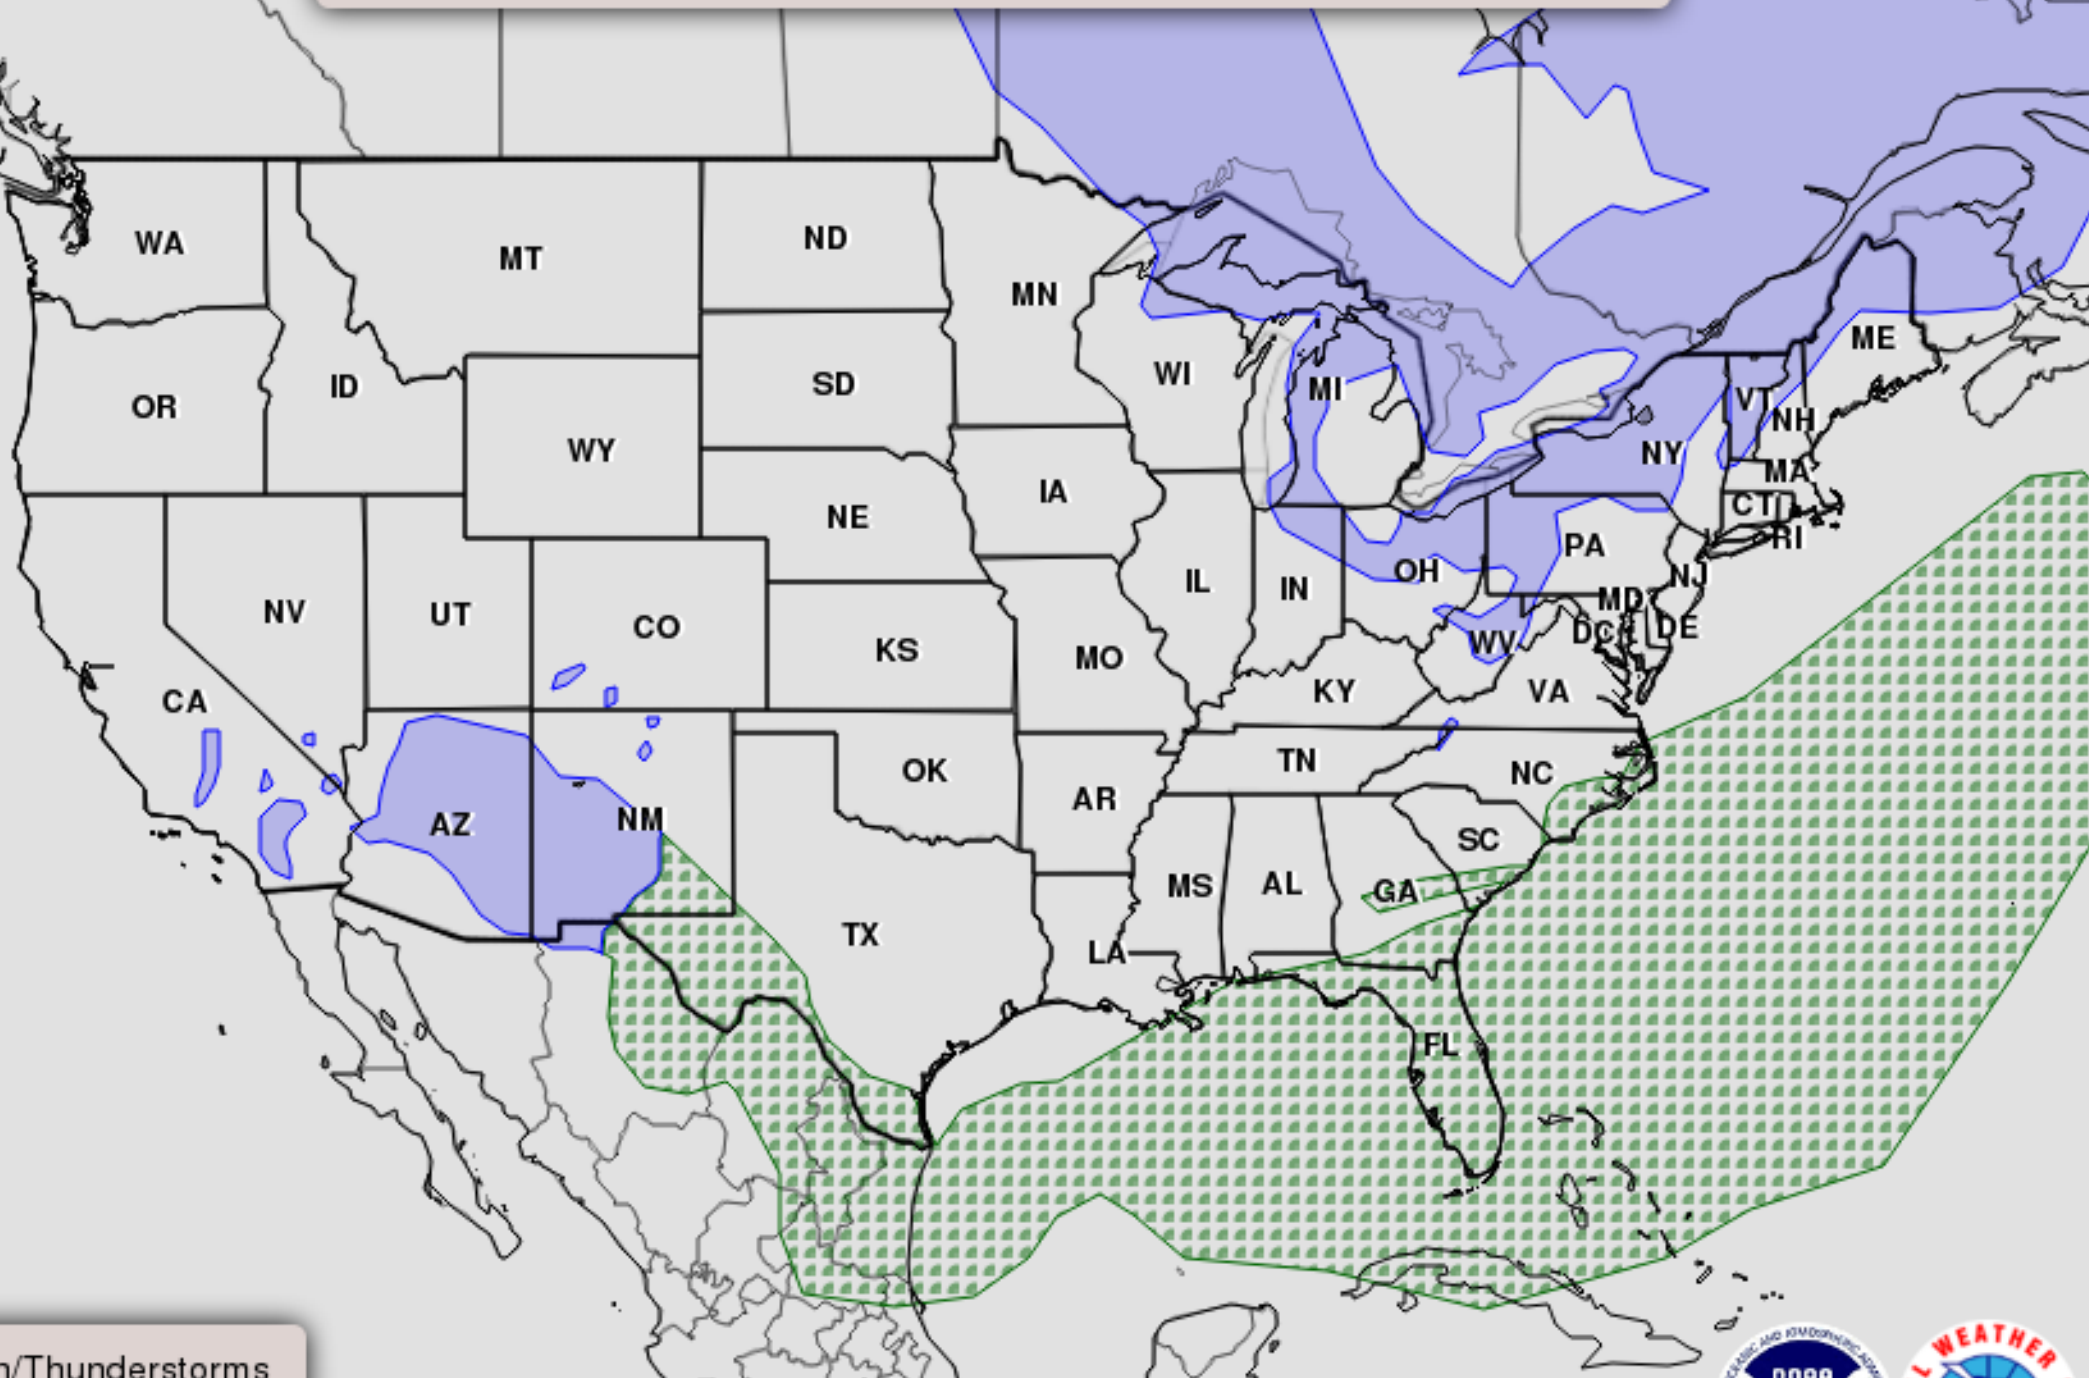 WA
MT
ND
MN
OR
ID
SD
WI
MI
ME
VT
NH
WY
NY
MA
IA
NE
CT
RI
PA
NV
UT
CO
IL
IN
OH
NJ
MD
KS
MO
WV
DC
DE
CA
KY
VA
AZ
NM
OK
AR
TN
NC
SC
MS
AL
GA
TX
LA
FL
/Thunderstorms
WEATHER